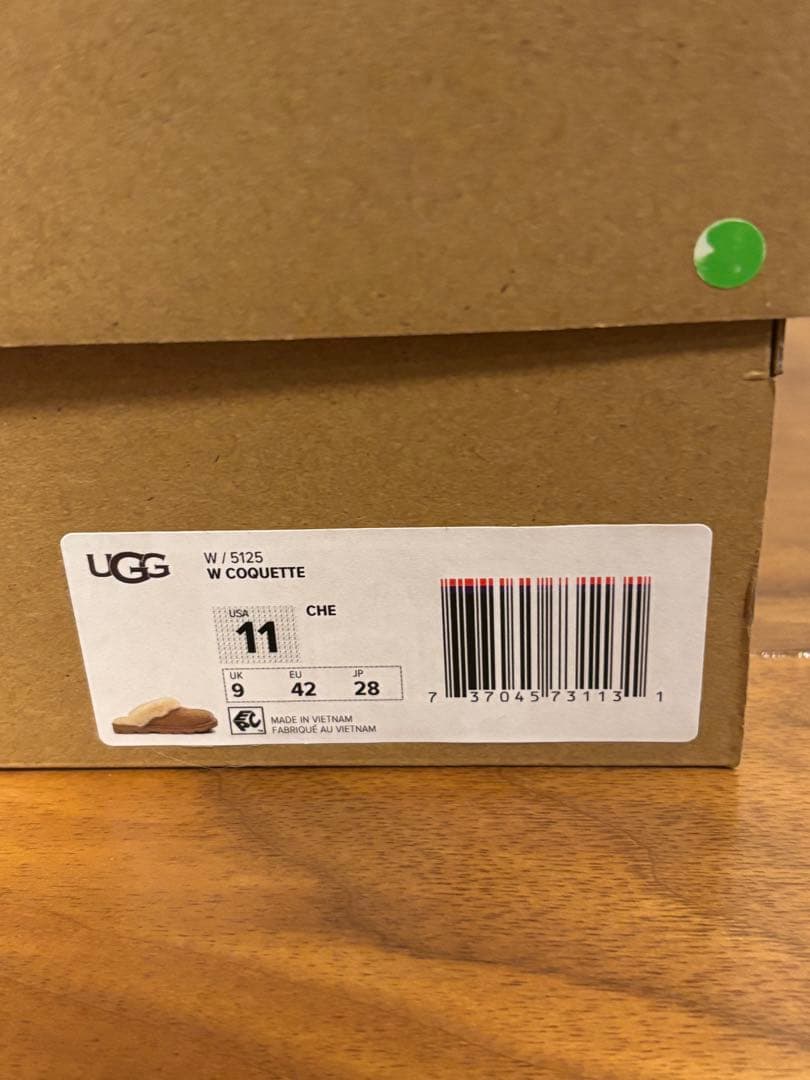 UGG
W / 5125
W COQUETTE
USA
11
CHE
UK EU JP
9 42 28
MADE IN VIETNAM
FABRIQUÉ AU VIETNAM
7 37045 73113 1